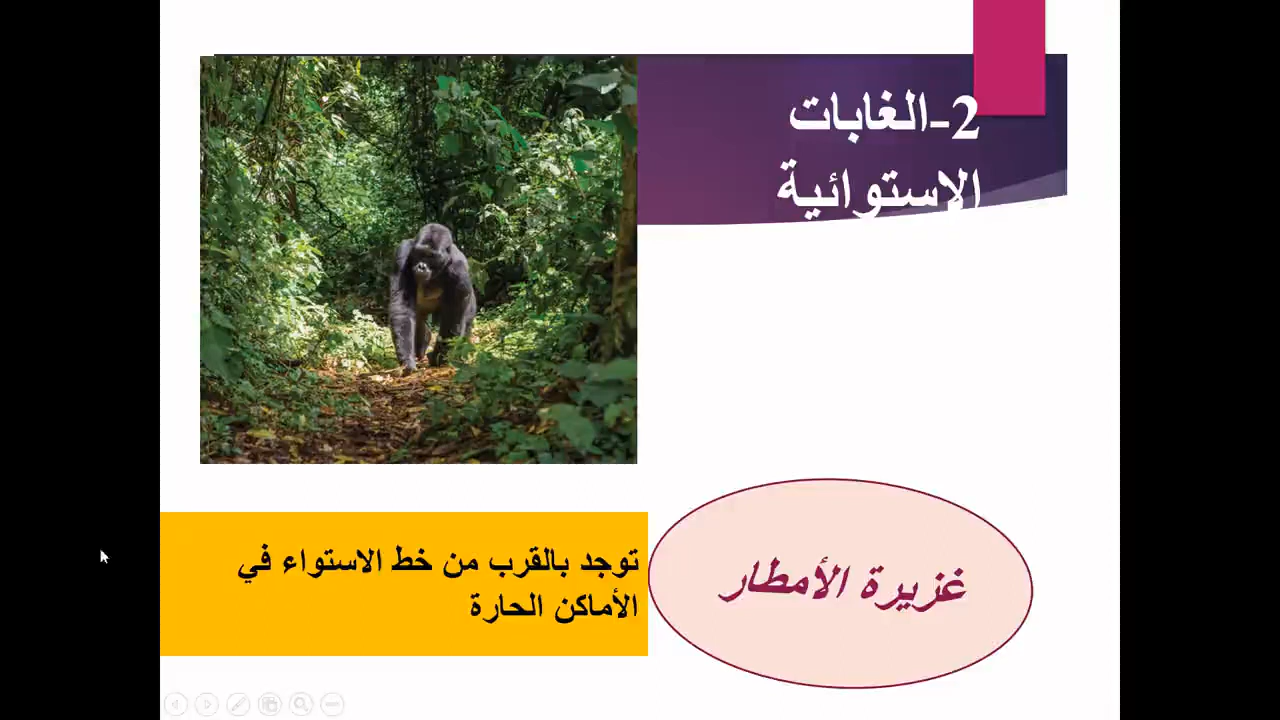 2-الغابات
الاستوائية
غزيرة الأمطار
توجد بالقرب من خط الاستواء في
الأماكن الحارة